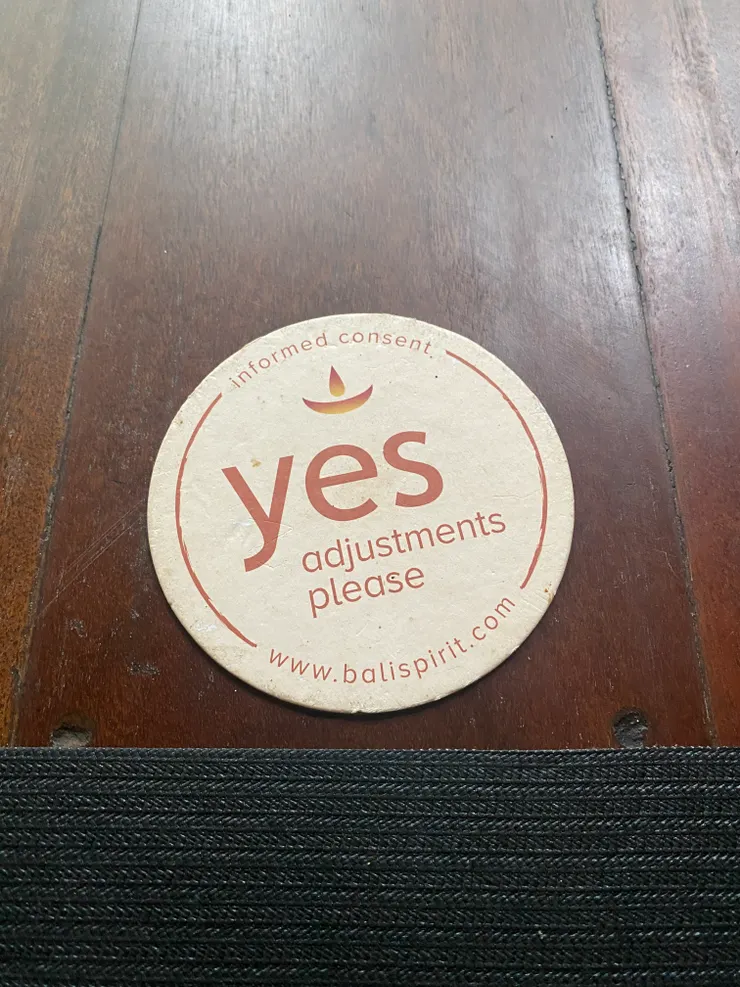 informed consent
yes
adjustments
please
www.balispirit.com